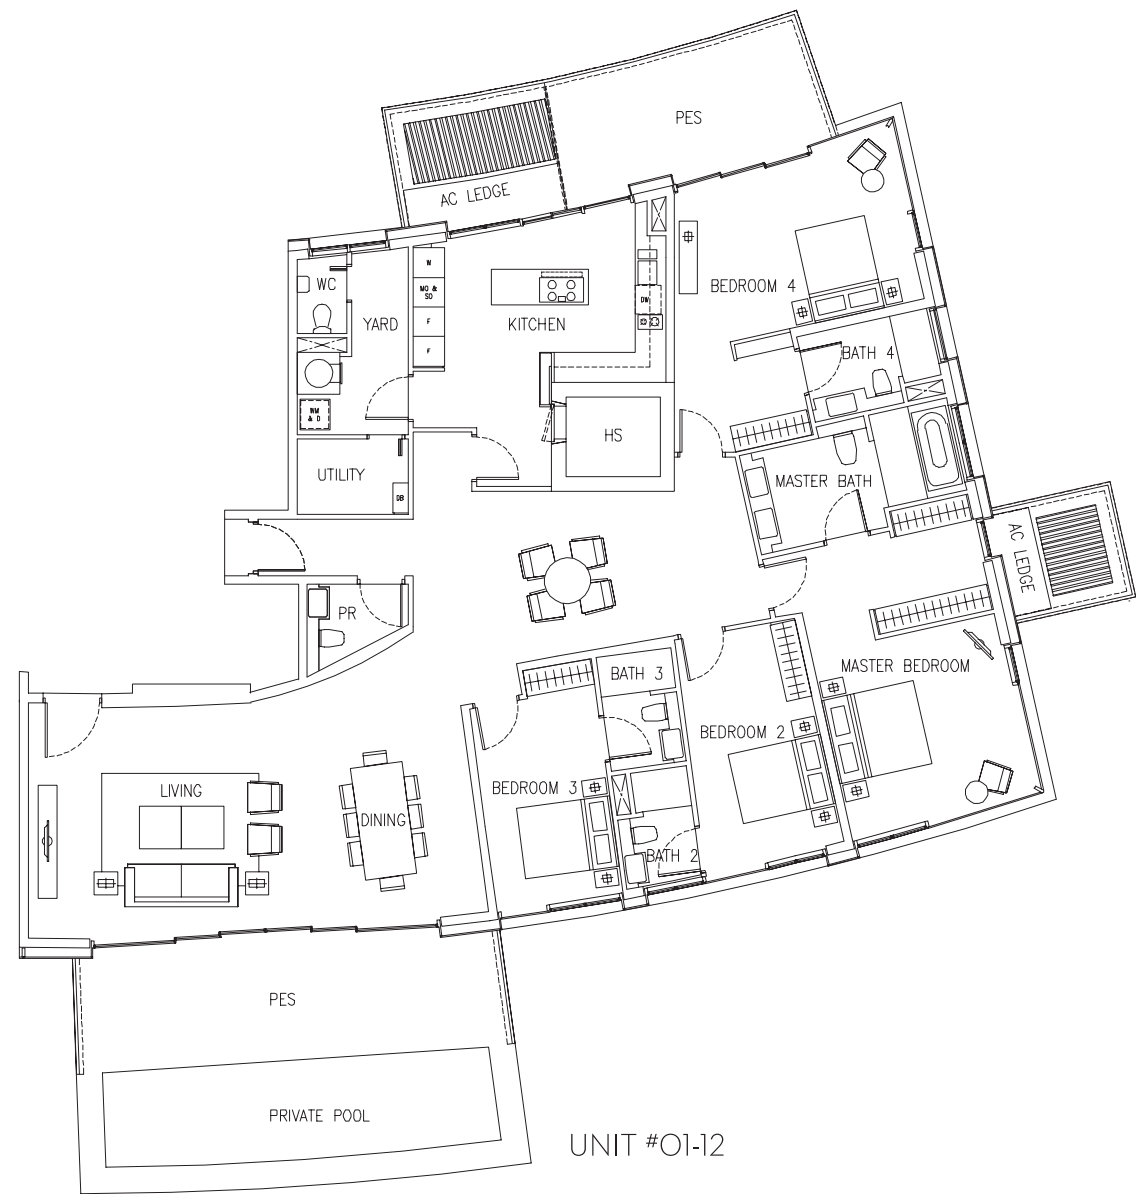 PES
AC LEDGE
WC
YARD
W
MO &
SO
F
F
KITCHEN
DW
BEDROOM 4
BATH 4
WM
& D
UTILITY
DB
HS
MASTER BATH
AC LEDGE
PR
BATH 3
MASTER BEDROOM
BEDROOM 2
BEDROOM 3
LIVING
DINING
BATH 2
PES
PRIVATE POOL
UNIT #01-12